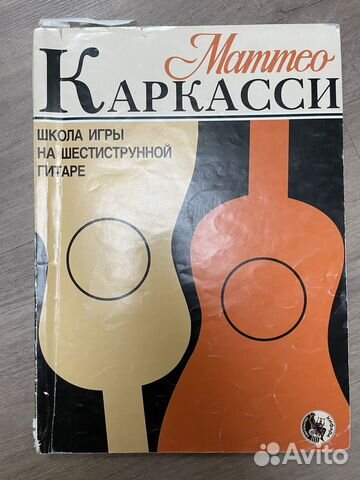 Маттео
КАРКАССИ
ШКОЛА ИГРЫ
НА ШЕСТИСТРУННОЙ
ГИТАРЕ
Avito